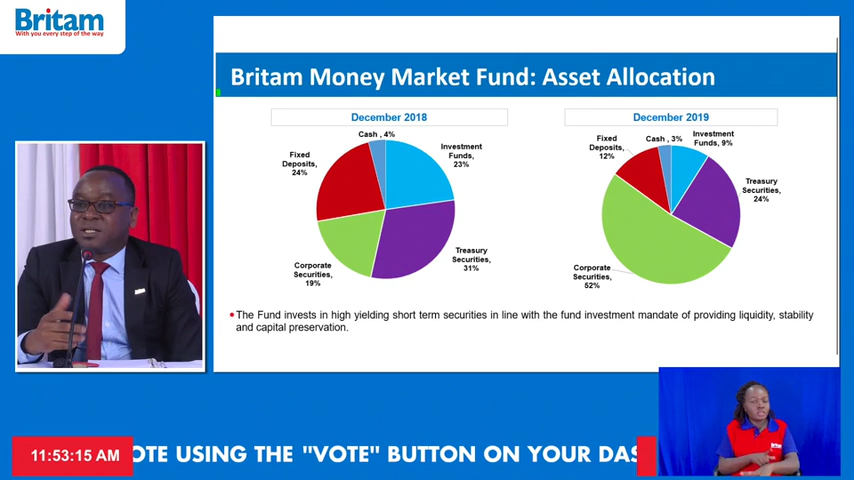 Britam
With you every step of the way
Britam Money Market Fund: Asset Allocation
December 2018
Cash , 4%
Investment
Funds,
23%
Treasury
Securities,
31%
Corporate
Securities,
19%
Fixed
Deposits,
24%
December 2019
Cash , 3%
Investment
Funds, 9%
Treasury
Securities,
24%
Corporate
Securities,
52%
Fixed
Deposits,
12%
The Fund invests in high yielding short term securities in line with the fund investment mandate of providing liquidity, stability
and capital preservation.
11:53:15 AM
OTE USING THE "VOTE" BUTTON ON YOUR DAS